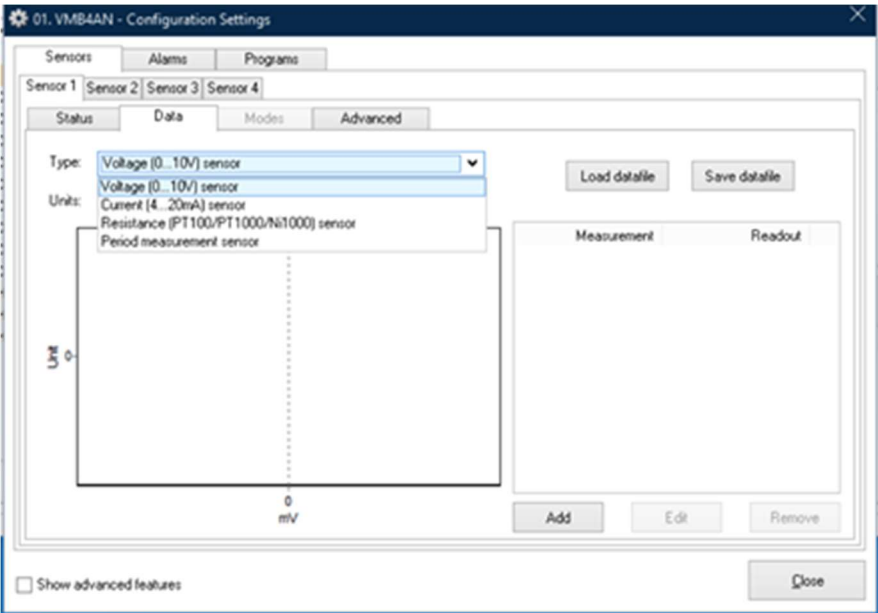 01. VMB4AN - Configuration Settings
Sensors Alarms Programs
Sensor 1 Sensor 2 Sensor 3 Sensor 4
Status Data Modes Advanced
Type: Voltage (0...10V) sensor
Load datafile Save datafile
Voltage (0...10V) sensor
Units:
Current (4...20mA) sensor
Resistance (PT100/PT1000/Ni1000) sensor
Period measurement sensor
Measurement Readout
Unit
0
0
mV
Add Edit Remove
Show advanced features
Close